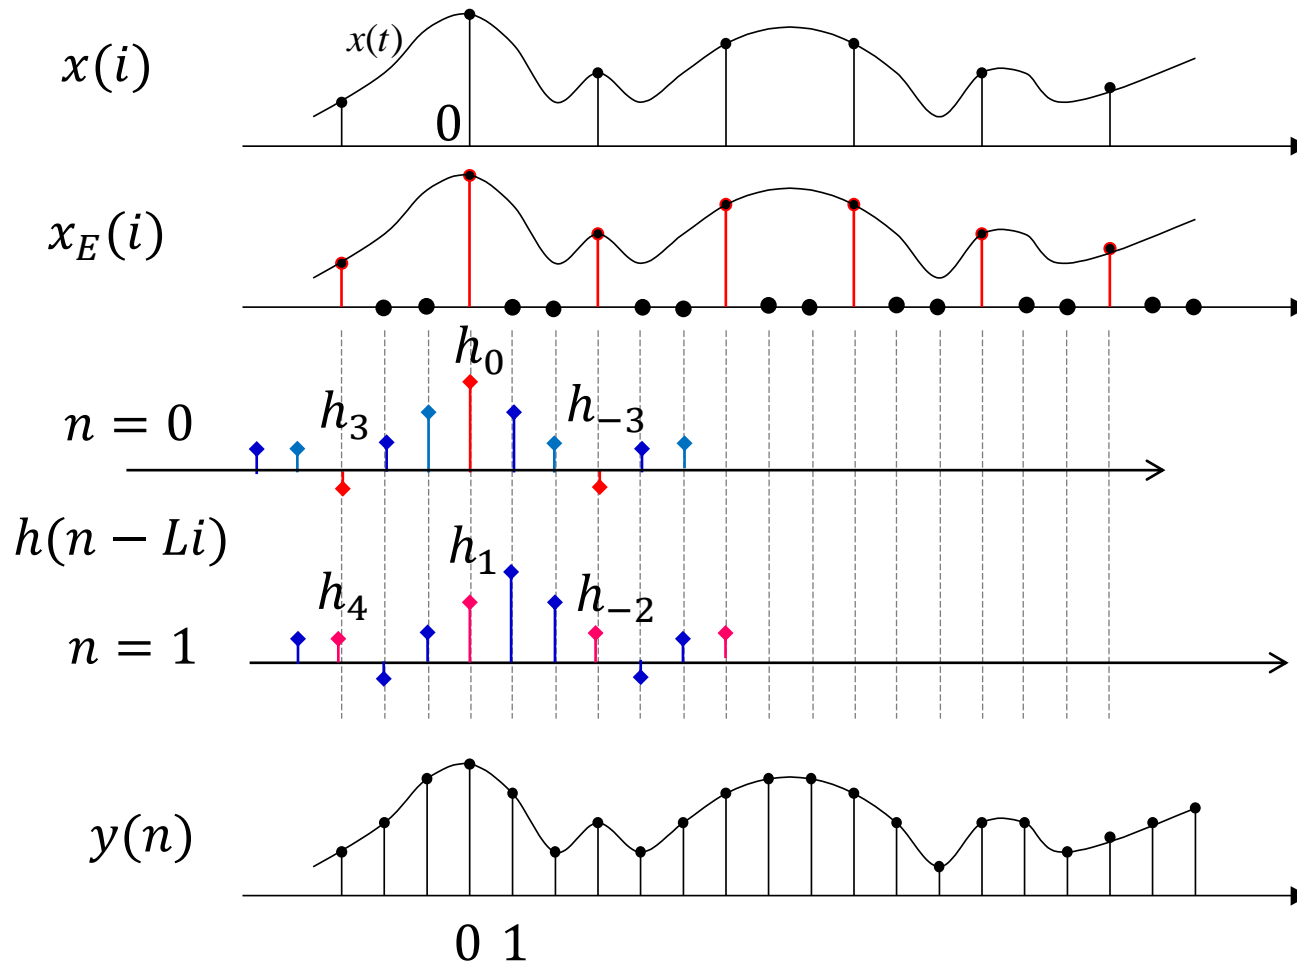 x(t)
x(i)
0
x_E(i)
h_0
n = 0
h_3
h_{-3}
h(n − Li)
h_1
h_4
h_{-2}
n = 1
y(n)
0 1